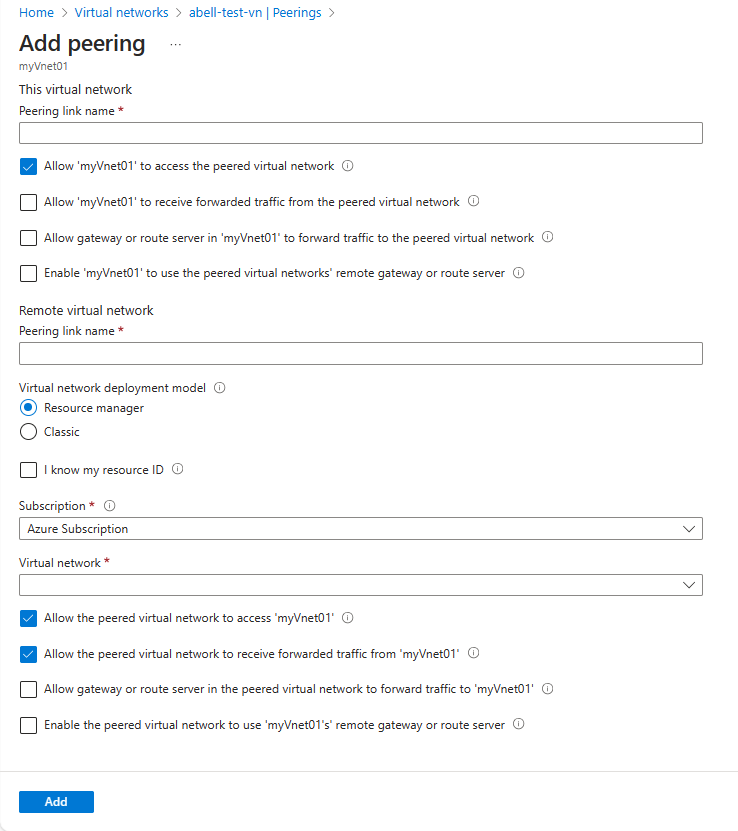 Home > Virtual networks > abell-test-vn | Peerings >
Add peering ...
myVnet01
This virtual network
Peering link name *
Allow 'myVnet01' to access the peered virtual network
Allow 'myVnet01' to receive forwarded traffic from the peered virtual network
Allow gateway or route server in 'myVnet01' to forward traffic to the peered virtual network
Enable 'myVnet01' to use the peered virtual networks' remote gateway or route server
Remote virtual network
Peering link name *
Virtual network deployment model
Resource manager
Classic
I know my resource ID
Subscription *
Azure Subscription
Virtual network *
Allow the peered virtual network to access 'myVnet01'
Allow the peered virtual network to receive forwarded traffic from 'myVnet01'
Allow gateway or route server in the peered virtual network to forward traffic to 'myVnet01'
Enable the peered virtual network to use 'myVnet01's' remote gateway or route server
Add